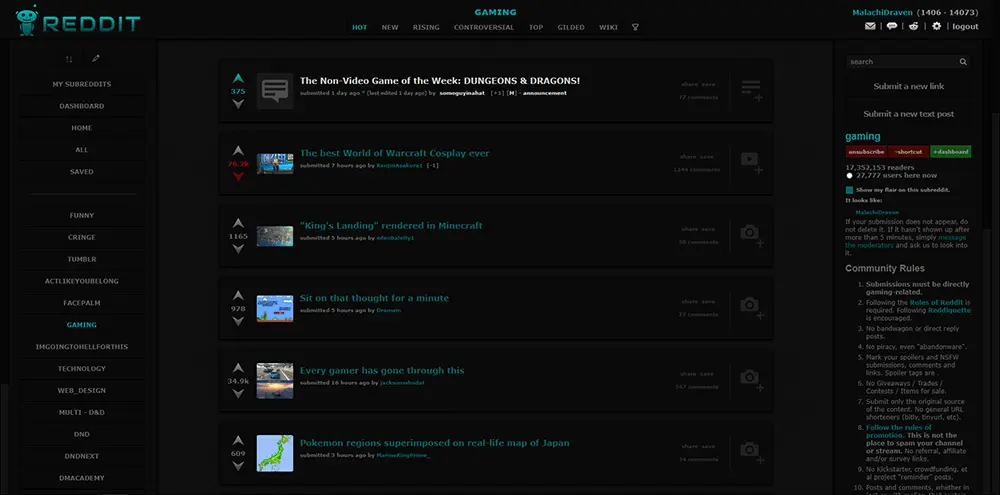 REDDIT
GAMING
HOT NEW RISING CONTROVERSIAL TOP GILDED WIKI
MalachiDraven (1406 · 14073)
| logout
MY SUBREDDITS
DASHBOARD
HOME
ALL
SAVED
FUNNY
CRINGE
TUMBLR
ACTLIKEYOUBELONG
FACEPALM
GAMING
IMGOINGTOHELLFORTHIS
TECHNOLOGY
WEB_DESIGN
MULTI - D&D
DND
DNDNEXT
DMACADEMY
375
The Non-Video Game of the Week: DUNGEONS & DRAGONS!
submitted 1 day ago * (last edited 1 day ago) by someguyinahat [+1] [M] - announcement
share save
17 comments
76.2k
The best World of Warcraft Cosplay ever
submitted 7 hours ago by [-1]
share save
comments
1165
"King's Landing" rendered in Minecraft
submitted 5 hours ago by
share save
comments
978
Sit on that thought for a minute
submitted 5 hours ago by
share save
comments
34.9k
Every gamer has gone through this
submitted 16 hours ago by
share save
567 comments
609
Pokemon regions superimposed on real-life map of Japan
submitted 3 hours ago by MarineKingPrime_
share save
comments
search
Submit a new link
Submit a new text post
gaming
unsubscribe -shortcut +dashboard
17,352,153 readers
27,777 users here now
Show my flair on this subreddit.
It looks like:
MalachiDraven
If your submission does not appear, do
not delete it. If it hasn't shown up after
more than 5 minutes, simply message
the moderators and ask us to look into
it.
Community Rules
1. Submissions must be directly
gaming-related.
2. Following the Rules of Reddit is
required. Following Reddiquette
is encouraged.
3. No bandwagon or direct reply
posts.
4. No piracy, even "abandonware".
5. Mark your spoilers and NSFW
submissions, comments and
links. Spoiler tags are .
6. No Giveaways / Trades /
Contests / Items for sale.
7. Submit only the original source
of the content. No general URL
shorteners (bitly, tinyurl, etc).
8. Follow the rules of
promotion. This is not the
place to spam your channel
or stream. No referral, affiliate
and/or survey links.
9. No Kickstarter, crowdfunding, et
al project "reminder" posts.
10. Posts and comments, whether in